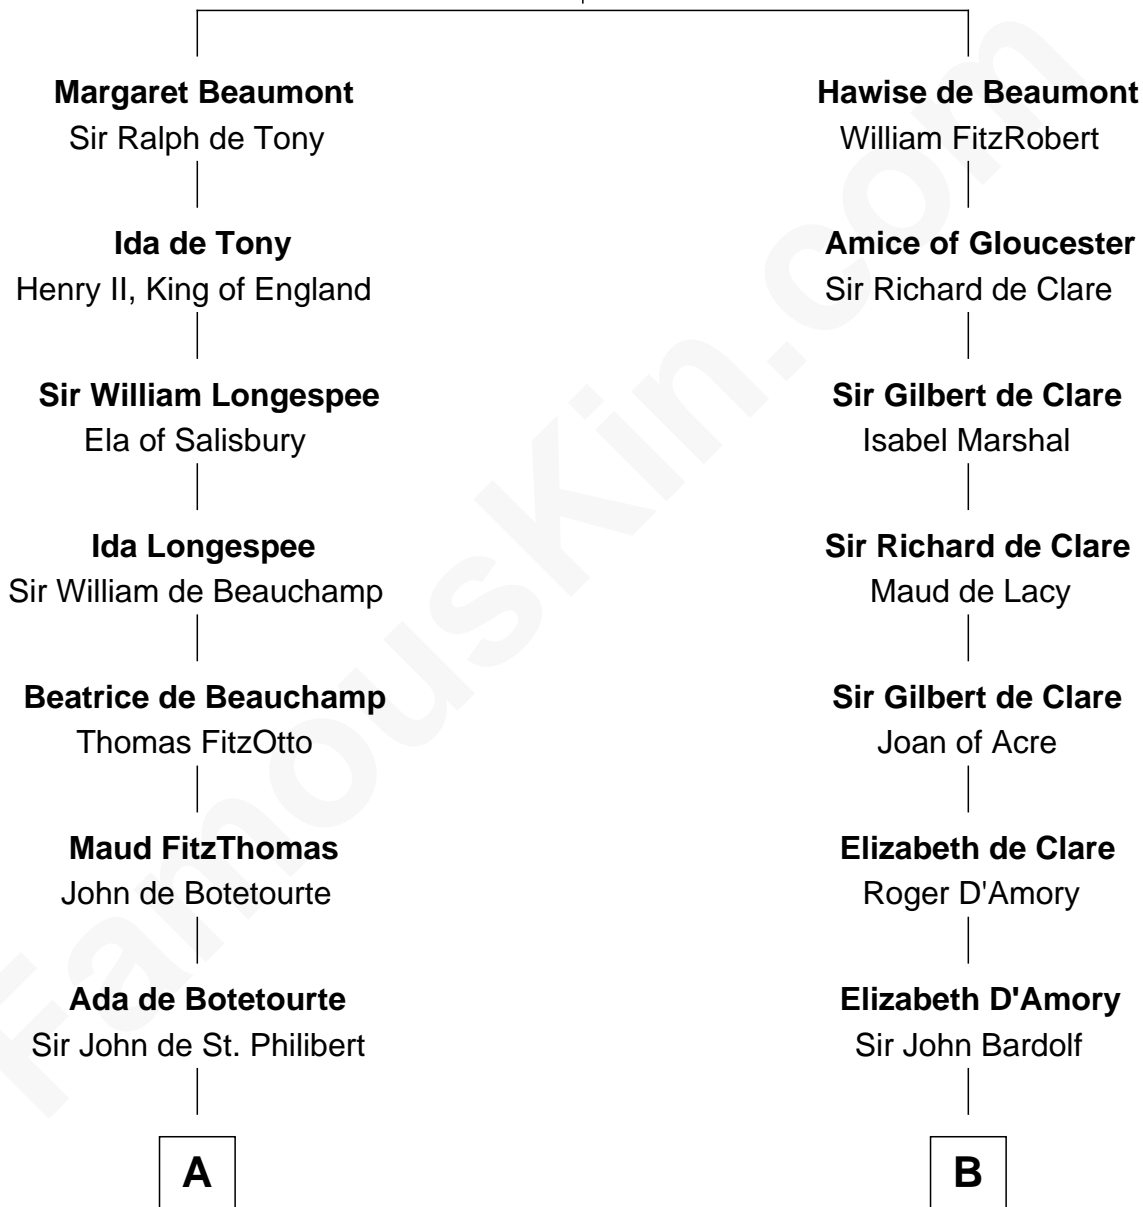 Margaret Beaumont
Sir Ralph de Tony
Ida de Tony
Henry II, King of England
Sir William Longespee
Ela of Salisbury
Ida Longespee
Sir William de Beauchamp
Beatrice de Beauchamp
Thomas FitzOtto
Maud FitzThomas
John de Botetourte
Ada de Botetourte
Sir John de St. Philibert
A
Hawise de Beaumont
William FitzRobert
Amice of Gloucester
Sir Richard de Clare
Sir Gilbert de Clare
Isabel Marshal
Sir Richard de Clare
Maud de Lacy
Sir Gilbert de Clare
Joan of Acre
Elizabeth de Clare
Roger D'Amory
Elizabeth D'Amory
Sir John Bardolf
B
FamousKin.com